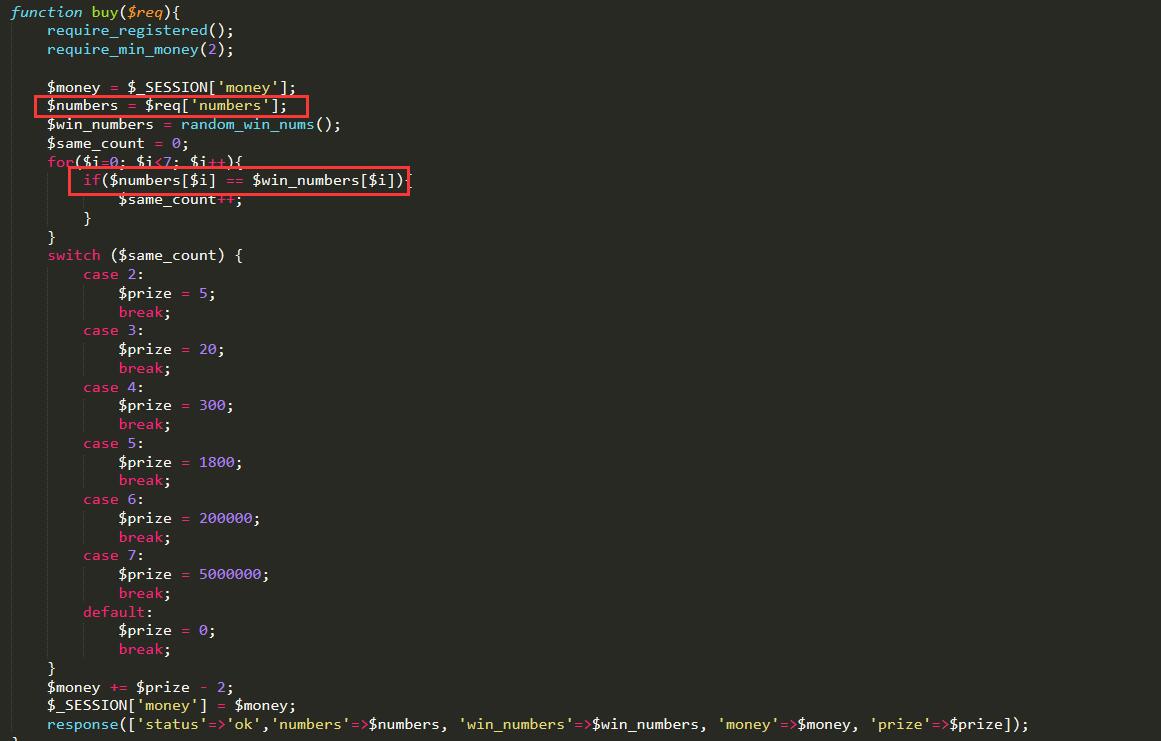 function buy($req){
    require_registered();
    require_min_money(2);

    $money = $_SESSION['money'];
    $numbers = $req['numbers'];
    $win_numbers = random_win_nums();
    $same_count = 0;
    for($i=0; $i<7; $i++){
        if($numbers[$i] == $win_numbers[$i]){
            $same_count++;
        }
    }
    switch ($same_count) {
        case 2:
            $prize = 5;
            break;
        case 3:
            $prize = 20;
            break;
        case 4:
            $prize = 300;
            break;
        case 5:
            $prize = 1800;
            break;
        case 6:
            $prize = 200000;
            break;
        case 7:
            $prize = 5000000;
            break;
        default:
            $prize = 0;
            break;
    }
    $money += $prize - 2;
    $_SESSION['money'] = $money;
    response(['status'=>'ok','numbers'=>$numbers, 'win_numbers'=>$win_numbers, 'money'=>$money, 'prize'=>$prize]);
}